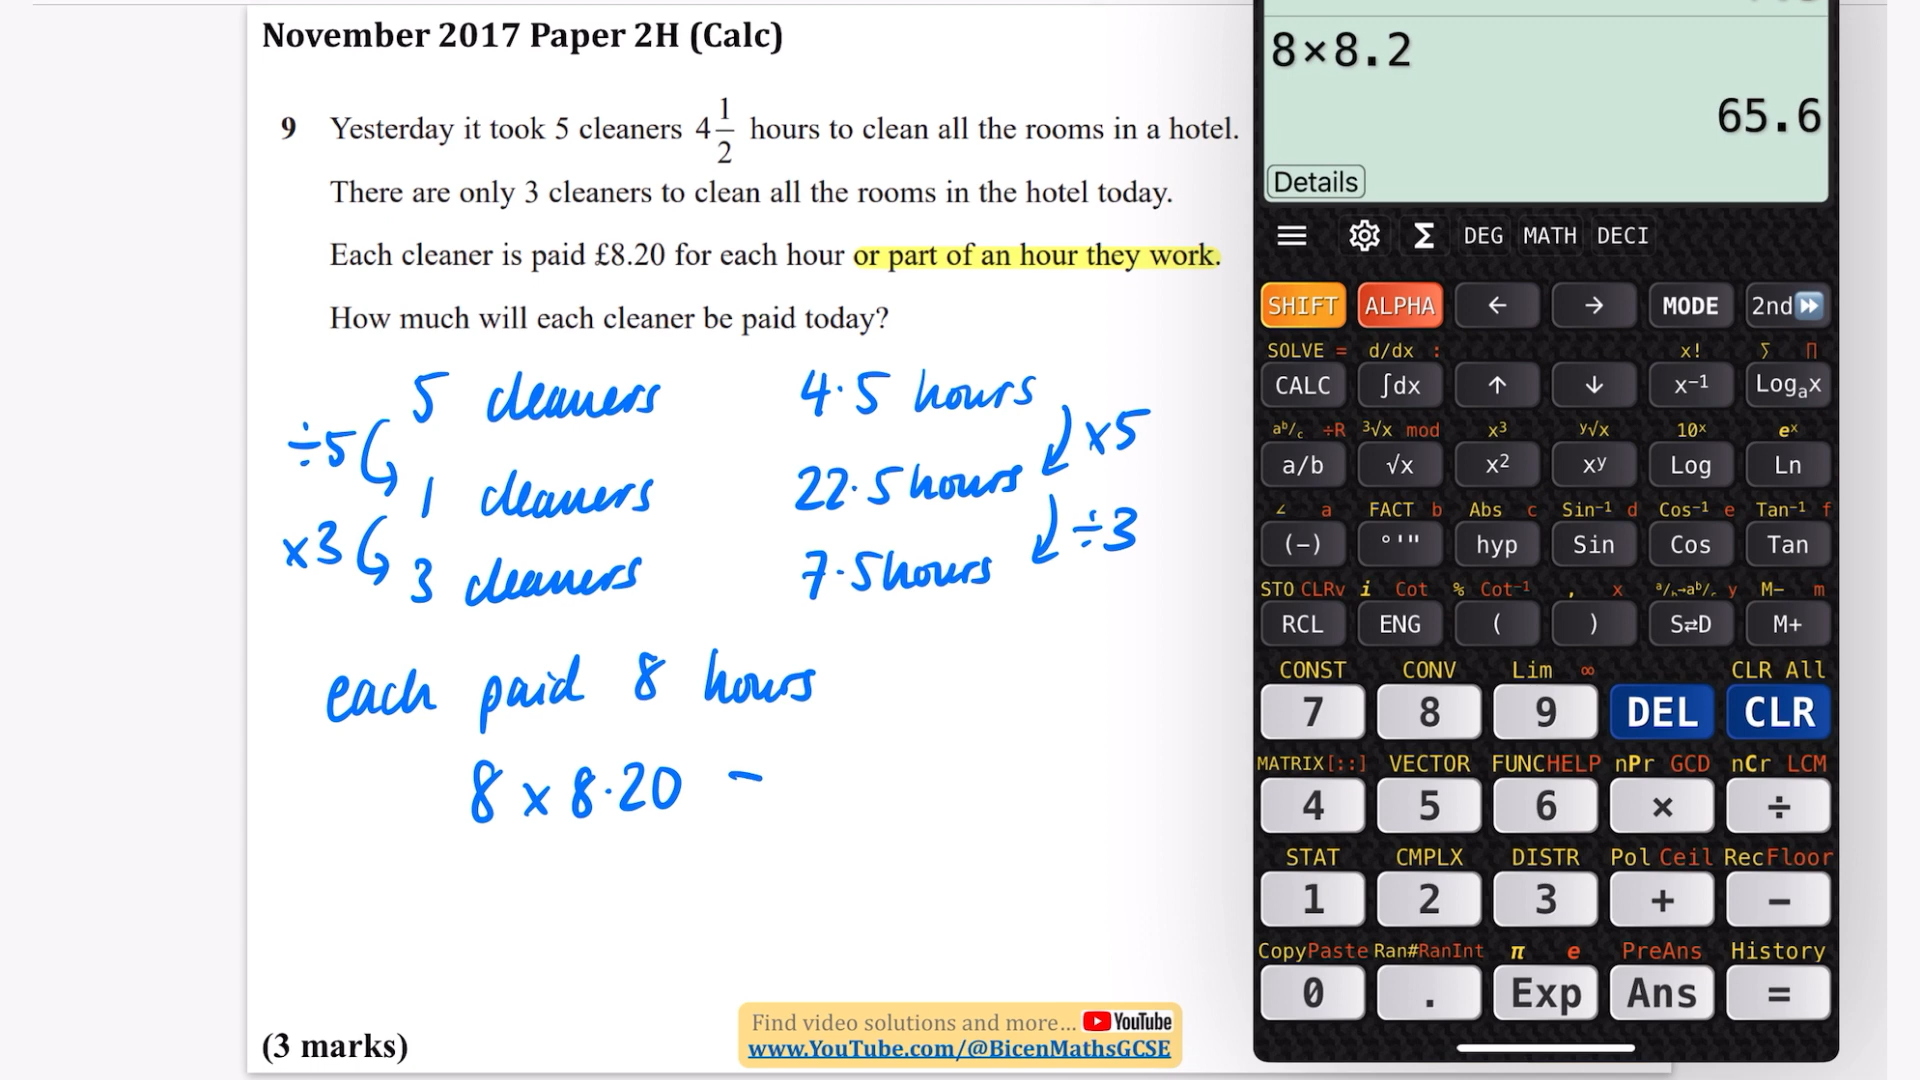 November 2017 Paper 2H (Calc)
9 Yesterday it took 5 cleaners 4 1/2 hours to clean all the rooms in a hotel.
There are only 3 cleaners to clean all the rooms in the hotel today.
Each cleaner is paid £8.20 for each hour or part of an hour they work.
How much will each cleaner be paid today?
5 cleaners 4.5 hours
÷5 ×5
1 cleaners 22.5 hours
×3 ÷3
3 cleaners 7.5 hours
each paid 8 hours
8 × 8.20
(3 marks)
Find video solutions and more... YouTube
www.YouTube.com/@BicenMathsGCSE
8×8.2
65.6
Details
DEG MATH DECI
SHIFT ALPHA ← → MODE 2nd
SOLVE = d/dx : x! ∑ ∏
CALC ∫dx ↑ ↓ x⁻¹ Logₐx
aᵇ/c ÷R ³√x mod x³ ʸ√x 10ˣ eˣ
a/b √x x² xʸ Log Ln
∠ a FACT b Abs c Sin⁻¹ d Cos⁻¹ e Tan⁻¹ f
(−) °'" hyp Sin Cos Tan
STO CLRv i Cot % Cot⁻¹ , x y M− m
RCL ENG ( ) S⇄D M+
CONST CONV Lim ∞ CLR All
7 8 9 DEL CLR
MATRIX[::] VECTOR FUNC HELP nPr GCD nCr LCM
4 5 6 × ÷
STAT CMPLX DISTR Pol Ceil Rec Floor
1 2 3 + −
Copy Paste Ran# RanInt π e PreAns History
0 . Exp Ans =